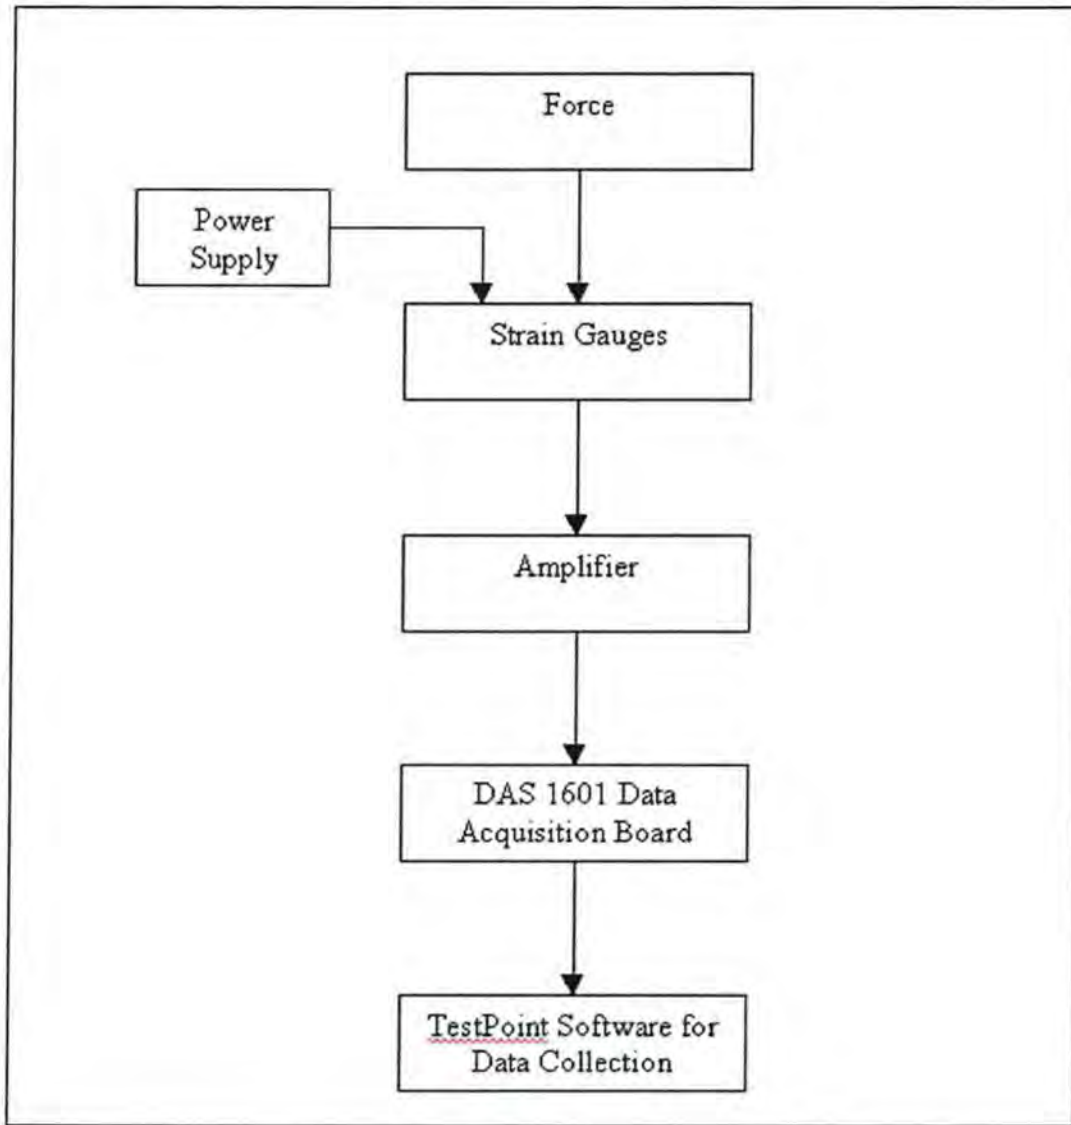 Force
Power
Supply
Strain Gauges
Amplifier
DAS 1601 Data
Acquisition Board
TestPoint Software for
Data Collection